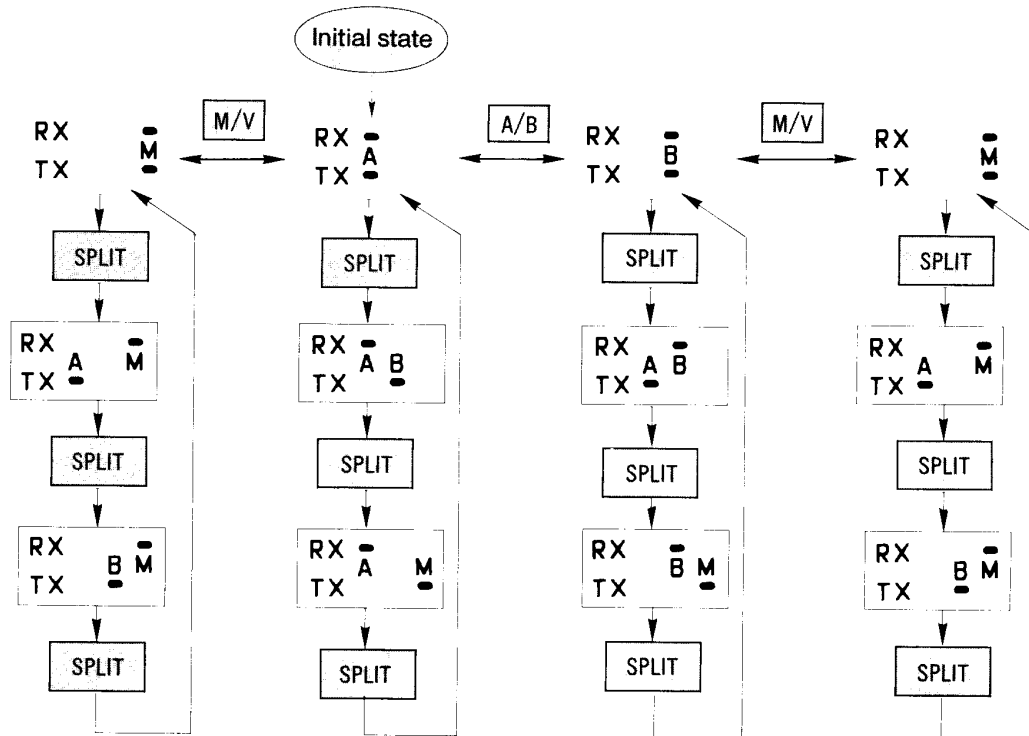 Initial state
M/V A/B M/V
RX A
TX
RX M
TX
RX B
TX
RX M
TX
SPLIT SPLIT SPLIT SPLIT
RX A M
TX
RX A B
TX
RX A B
TX
RX A M
TX
SPLIT SPLIT SPLIT SPLIT
RX B M
TX
RX A M
TX
RX B M
TX
RX B M
TX
SPLIT SPLIT SPLIT SPLIT